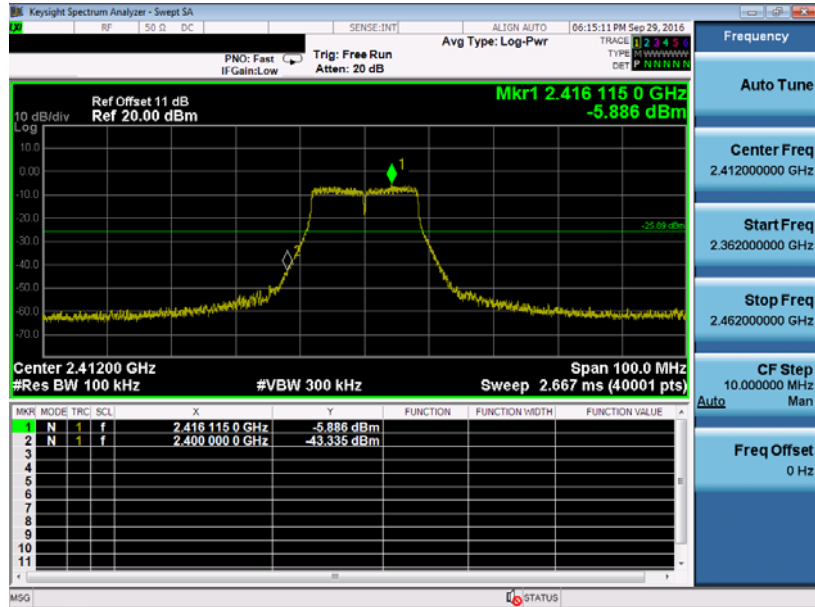 Keysight Spectrum Analyzer - Swept SA
RF 50 Ω DC SENSE:INT ALIGN AUTO 06:15:11 PM Sep 29, 2016
Avg Type: Log-Pwr TRACE 1 2 3 4 5 6
PNO: Fast Trig: Free Run TYPE M WWWWW
IFGain:Low Atten: 20 dB DET P N N N N N
Frequency
Auto Tune
Center Freq
2.412000000 GHz
Start Freq
2.362000000 GHz
Stop Freq
2.462000000 GHz
CF Step
10.000000 MHz
Auto Man
Freq Offset
0 Hz
Mkr1 2.416 115 0 GHz
-5.886 dBm
Ref Offset 11 dB
10 dB/div Ref 20.00 dBm
Log
10.0
0.00
-10.0
-20.0
-30.0
-40.0
-50.0
-60.0
-70.0
1
2
-25.89 dBm
Center 2.41200 GHz Span 100.0 MHz
#Res BW 100 kHz #VBW 300 kHz Sweep 2.667 ms (40001 pts)
MKR MODE TRC SCL X Y FUNCTION FUNCTION WIDTH FUNCTION VALUE
1 N 1 f 2.416 115 0 GHz -5.886 dBm
2 N 1 f 2.400 000 0 GHz -43.335 dBm
3
4
5
6
7
8
9
10
11
MSG STATUS